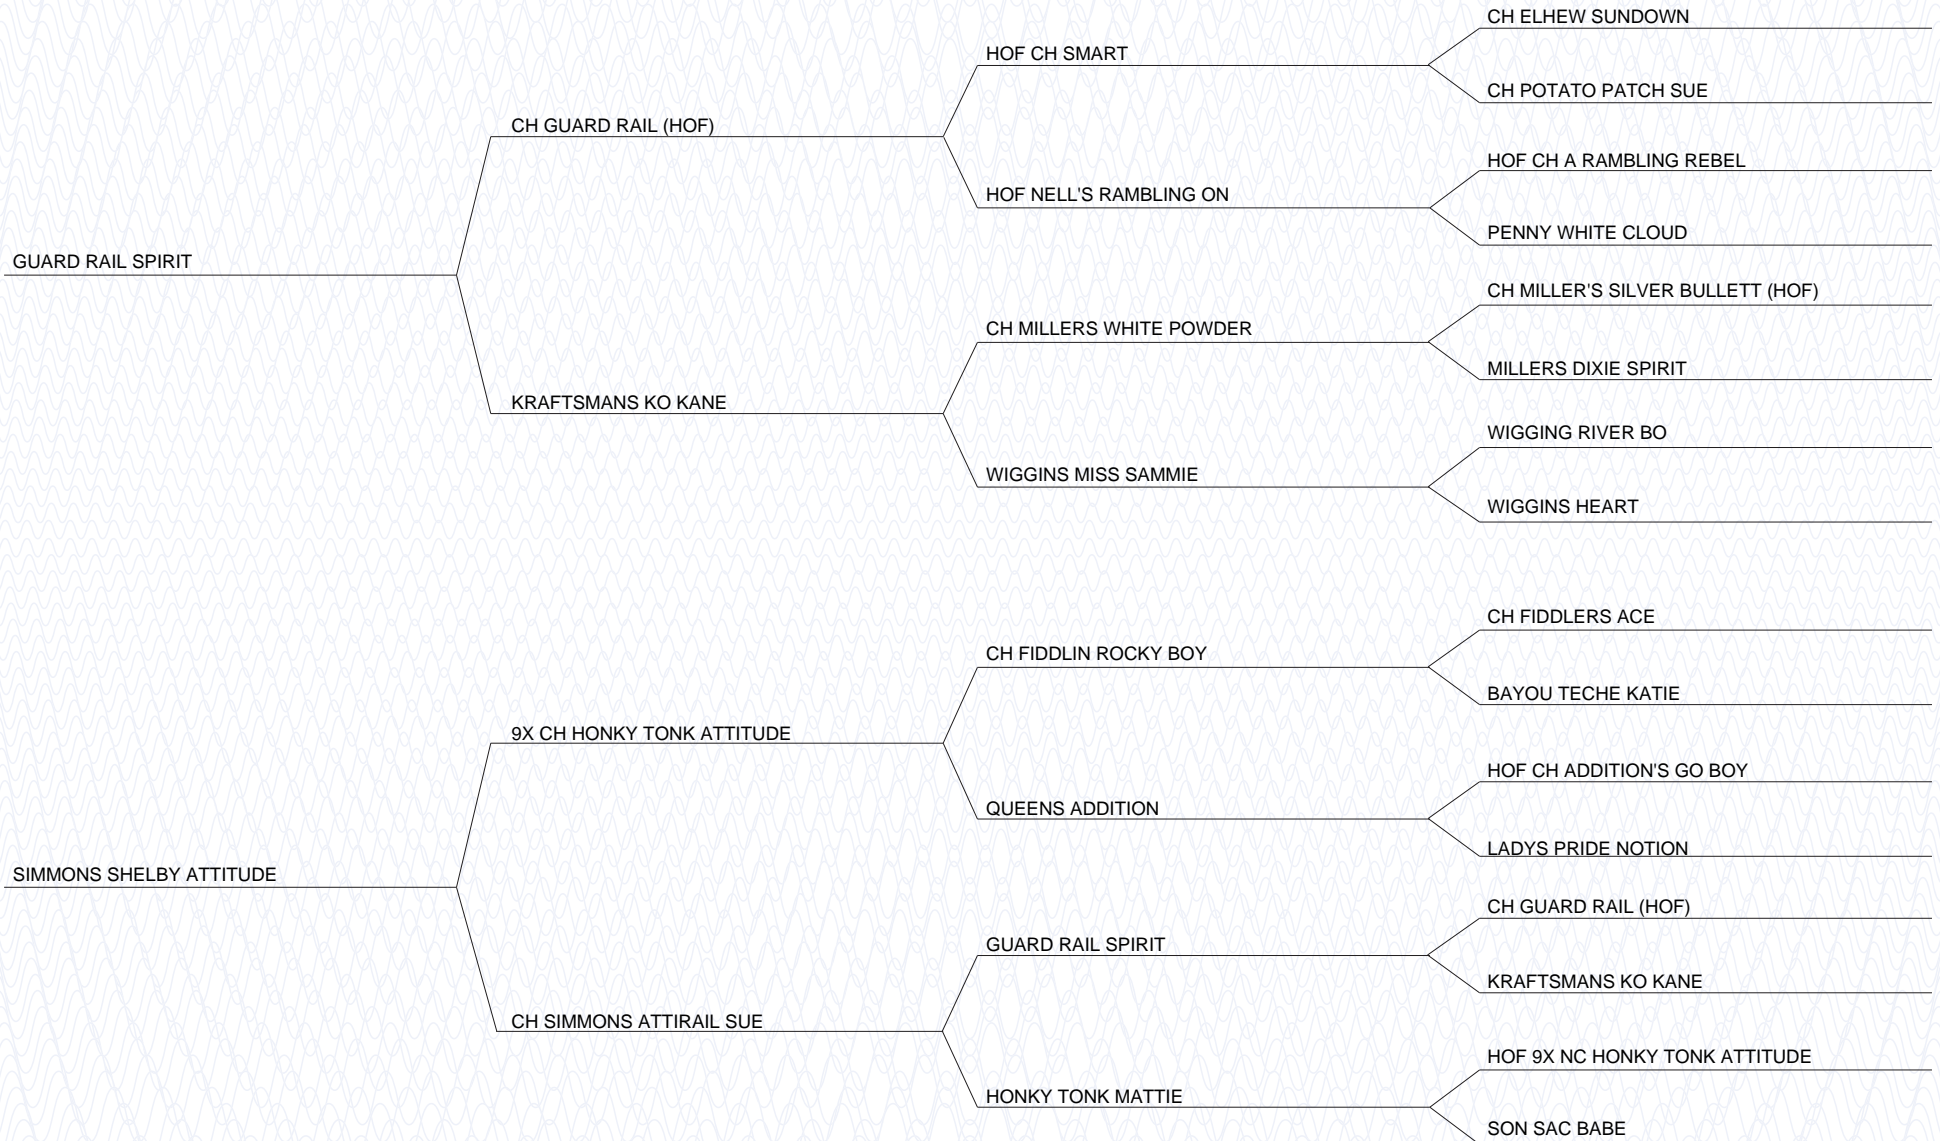 CH ELHEW SUNDOWN
HOF CH SMART
CH POTATO PATCH SUE
CH GUARD RAIL (HOF)
HOF CH A RAMBLING REBEL
HOF NELL'S RAMBLING ON
PENNY WHITE CLOUD
GUARD RAIL SPIRIT
CH MILLER'S SILVER BULLETT (HOF)
CH MILLERS WHITE POWDER
MILLERS DIXIE SPIRIT
KRAFTSMANS KO KANE
WIGGING RIVER BO
WIGGINS MISS SAMMIE
WIGGINS HEART
CH FIDDLERS ACE
CH FIDDLIN ROCKY BOY
BAYOU TECHE KATIE
9X CH HONKY TONK ATTITUDE
HOF CH ADDITION'S GO BOY
QUEENS ADDITION
LADYS PRIDE NOTION
SIMMONS SHELBY ATTITUDE
CH GUARD RAIL (HOF)
GUARD RAIL SPIRIT
KRAFTSMANS KO KANE
CH SIMMONS ATTIRAIL SUE
HOF 9X NC HONKY TONK ATTITUDE
HONKY TONK MATTIE
SON SAC BABE